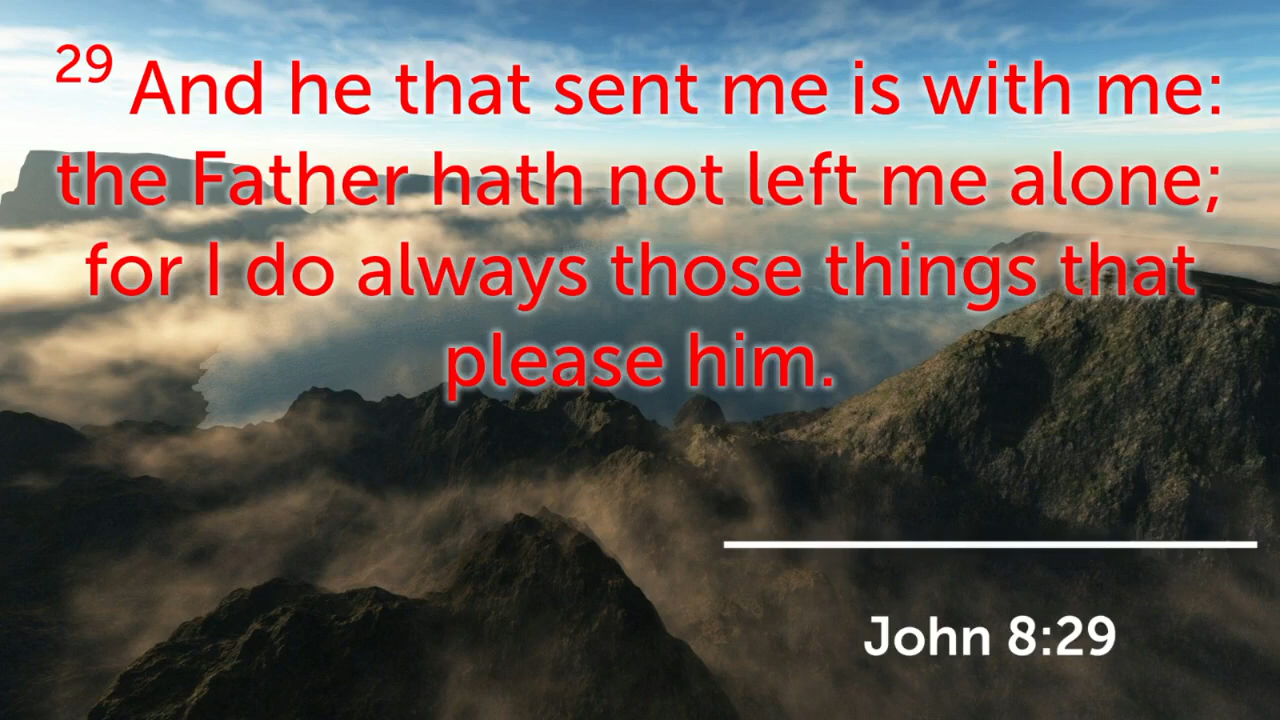 29 And he that sent me is with me:
the Father hath not left me alone;
for I do always those things that
please him.
John 8:29